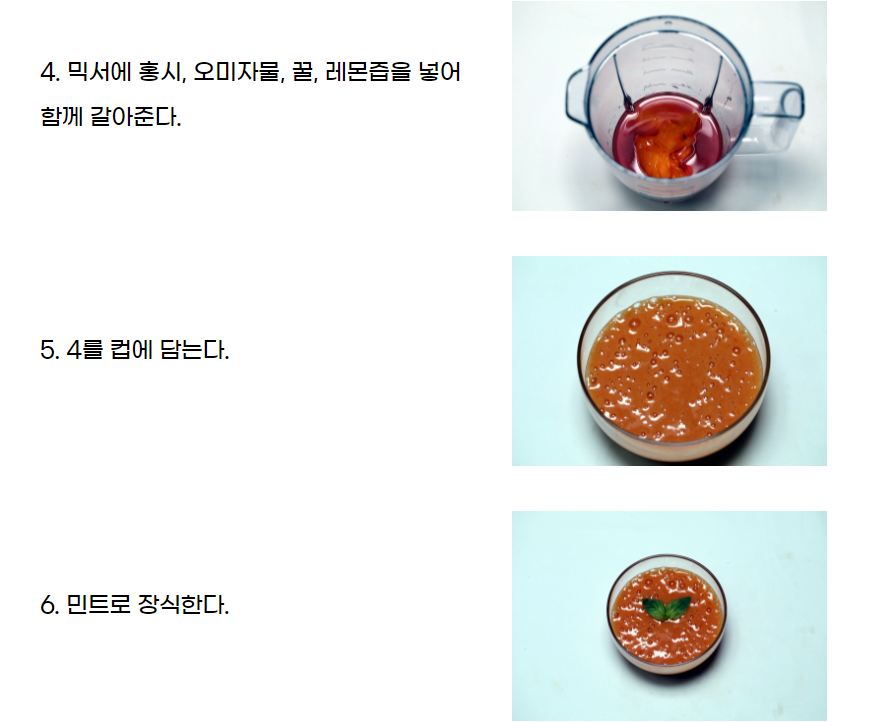 4. 믹서에 홍시, 오미자물, 꿀, 레몬즙을 넣어
함께 갈아준다.
5. 4를 컵에 담는다.
6. 민트로 장식한다.